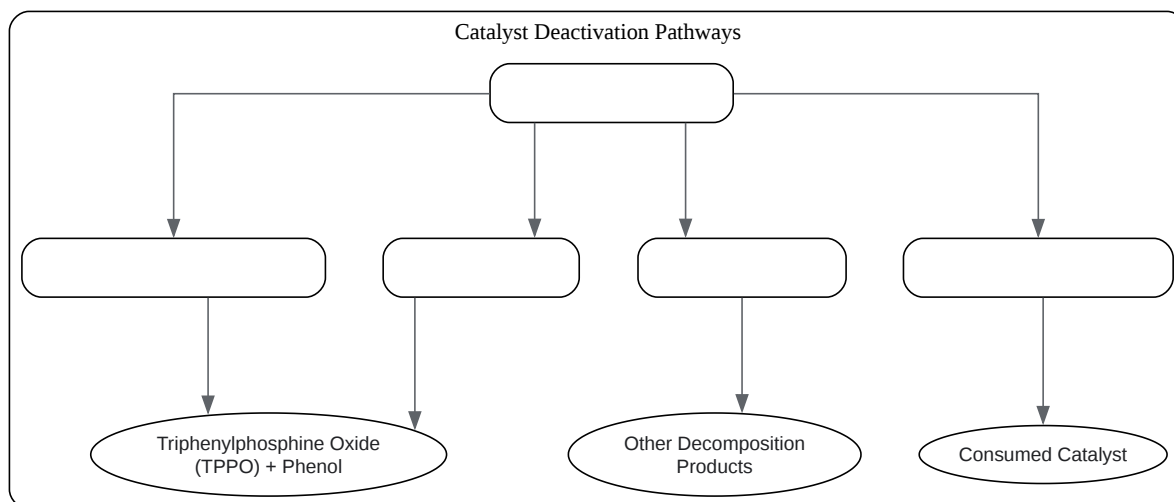 Catalyst Deactivation Pathways
Triphenylphosphine Oxide
(TPPO) + Phenol
Other Decomposition
Products
Consumed Catalyst